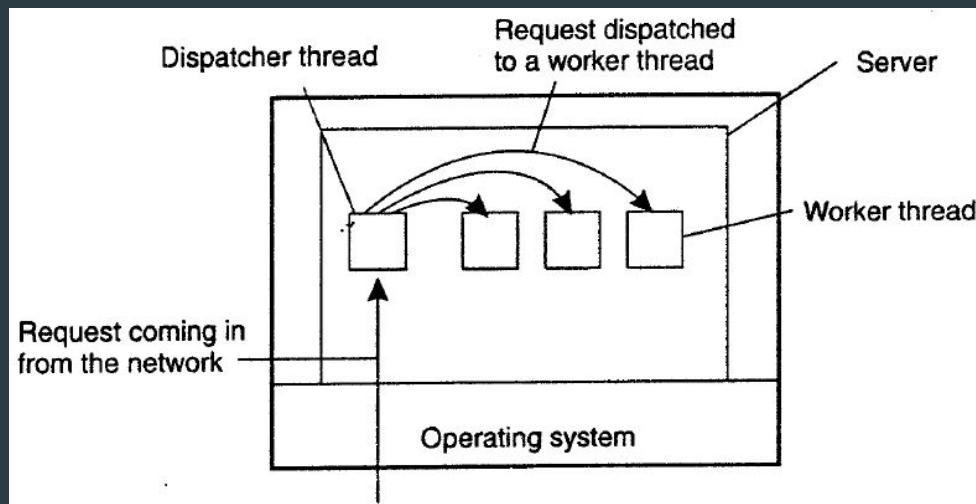 Request dispatched
to a worker thread
Dispatcher thread
Server
Worker thread
Request coming in
from the network
Operating system